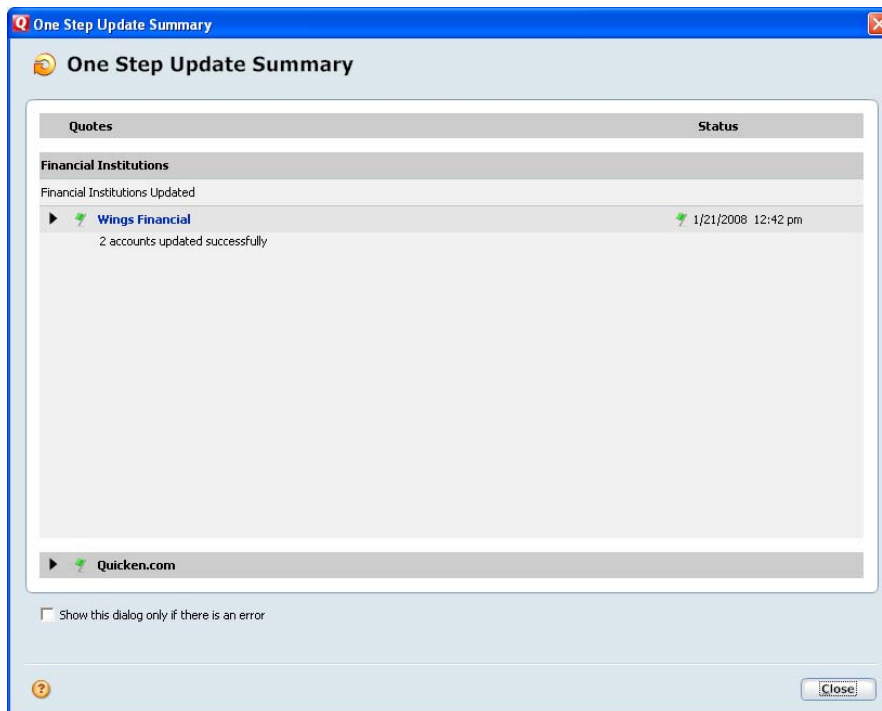 One Step Update Summary
One Step Update Summary
Quotes Status
Financial Institutions
Financial Institutions Updated
Wings Financial 1/21/2008 12:42 pm
2 accounts updated successfully
Quicken.com
Show this dialog only if there is an error
Close